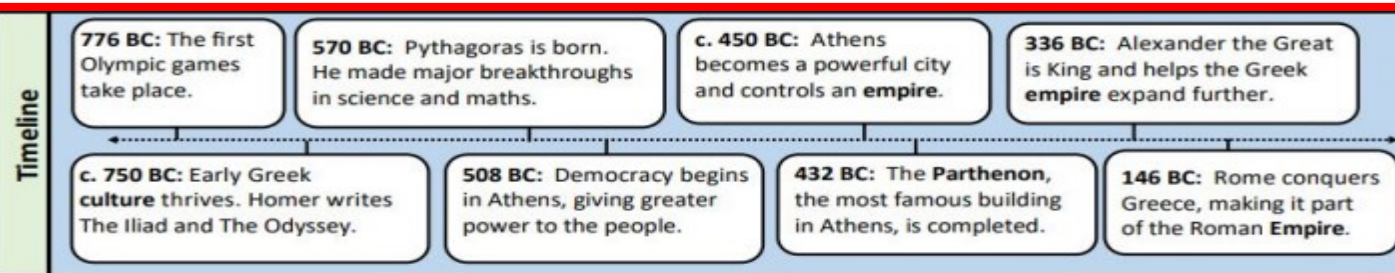 Timeline
776 BC: The first
Olympic games
take place.
570 BC: Pythagoras is born.
He made major breakthroughs
in science and maths.
c. 450 BC: Athens
becomes a powerful city
and controls an empire.
336 BC: Alexander the Great
is King and helps the Greek
empire expand further.
c. 750 BC: Early Greek
culture thrives. Homer writes
The Iliad and The Odyssey.
508 BC: Democracy begins
in Athens, giving greater
power to the people.
432 BC: The Parthenon,
the most famous building
in Athens, is completed.
146 BC: Rome conquers
Greece, making it part
of the Roman Empire.